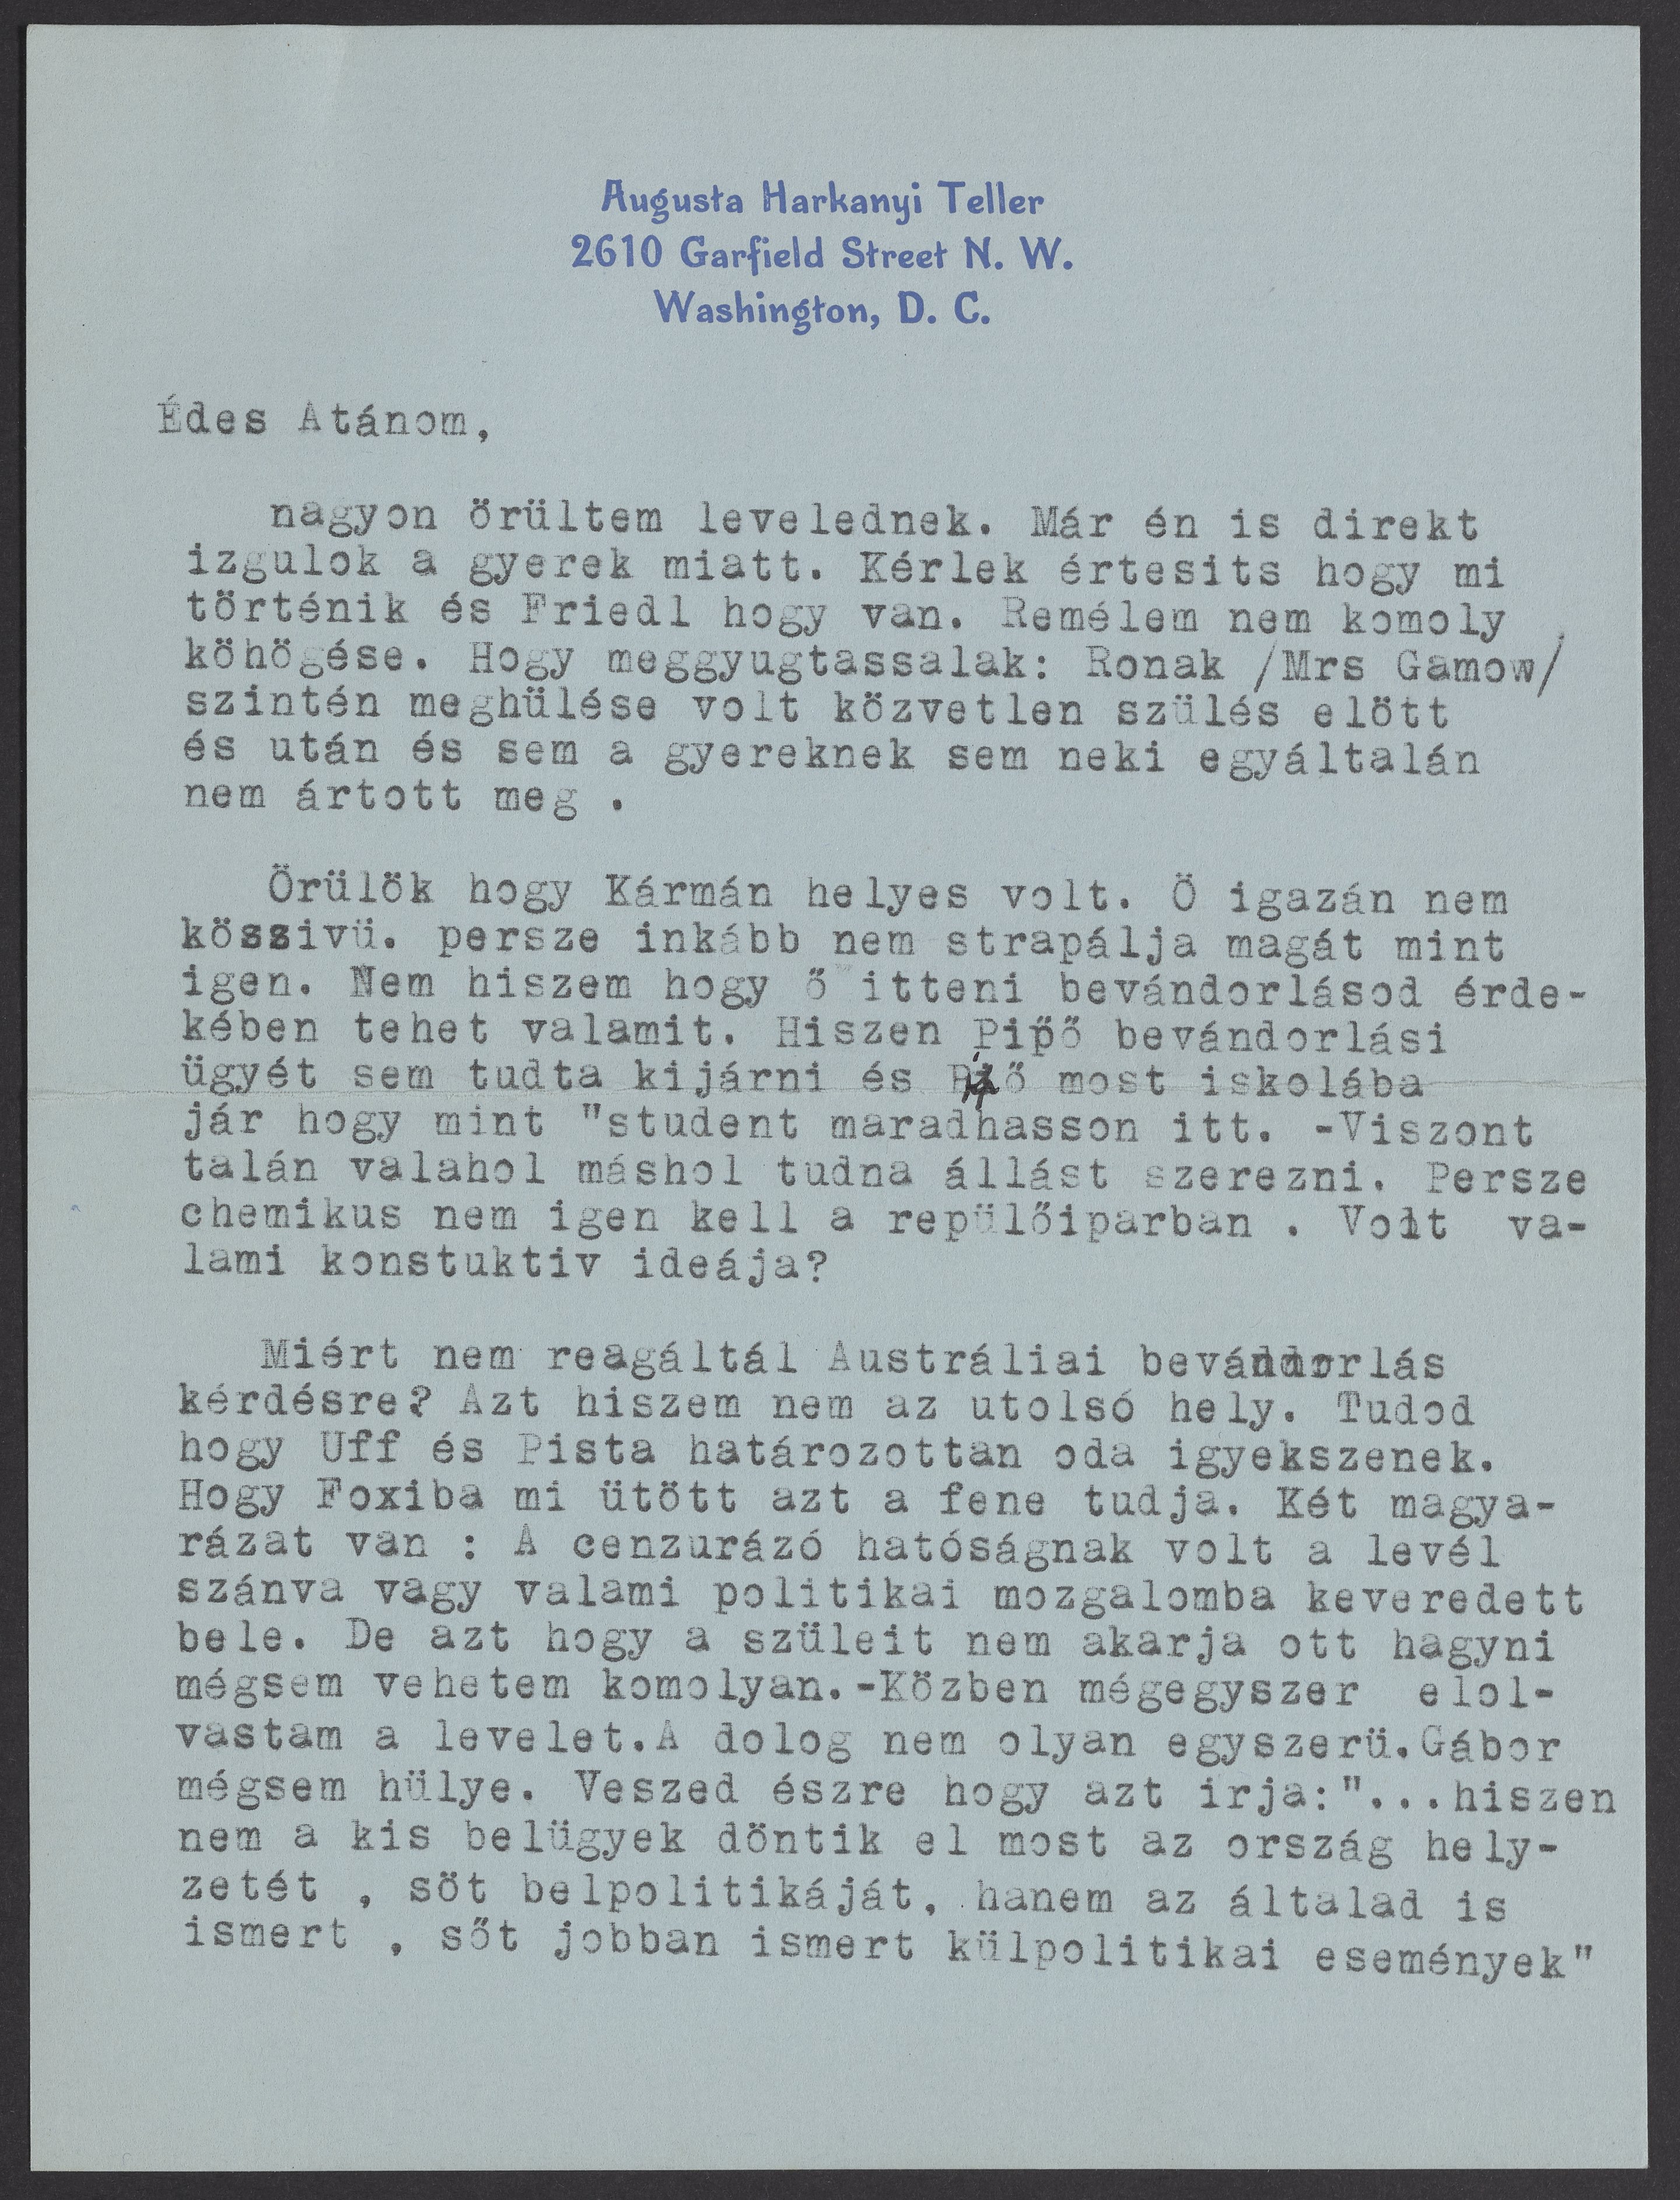 Augusta Harkanyi Teller
2610 Garfield Street N. W.
Washington, D. C.
Édes Atánom,
nagyon örültem levelednek. Már én is direkt
izgulok a gyerek miatt. Kérlek értesits hogy mi
történik és Friedl hogy van. Remélem nem komoly
köhögése. Hogy meggyugtassalak: Ronak /Mrs Gamow/
szintén meghülése volt közvetlen szülés elött
és után és sem a gyereknek sem neki egyáltalán
nem ártott meg .
Örülök hogy Kármán helyes volt. Ö igazán nem
kösszivü. persze inkább nem strapálja magát mint
igen. Nem hiszem hogy ő itteni bevándorlásod érde-
kében tehet valamit. Hiszen Pipő bevándorlási
ügyét sem tudta kijárni és Pipő most iskolába
jár hogy mint "student maradhasson itt. -Viszont
talán valahol máshol tudna állást szerezni. Persze
chemikus nem igen kell a repülőiparban . Volt va-
lami konstuktiv ideája?
Miért nem reagáltál Austráliai bevándorlás
kérdésre? Azt hiszem nem az utolsó hely. Tudod
hogy Uff és Pista határozottan oda igyekszenek.
Hogy Foxiba mi ütött azt a fene tudja. Két magya-
rázat van : A cenzurázó hatóságnak volt a levél
szánva vagy valami politikai mozgalomba keveredett
bele. De azt hogy a szüleit nem akarja ott hagyni
mégsem vehetem komolyan.-Közben mégegyszer elol-
vastam a levelet.A dolog nem olyan egyszerü.Gábor
mégsem hülye. Veszed észre hogy azt irja:"...hiszen
nem a kis belügyek döntik el most az ország hely-
zetét , söt belpolitikáját, hanem az általad is
ismert , sőt jobban ismert külpolitikai események"